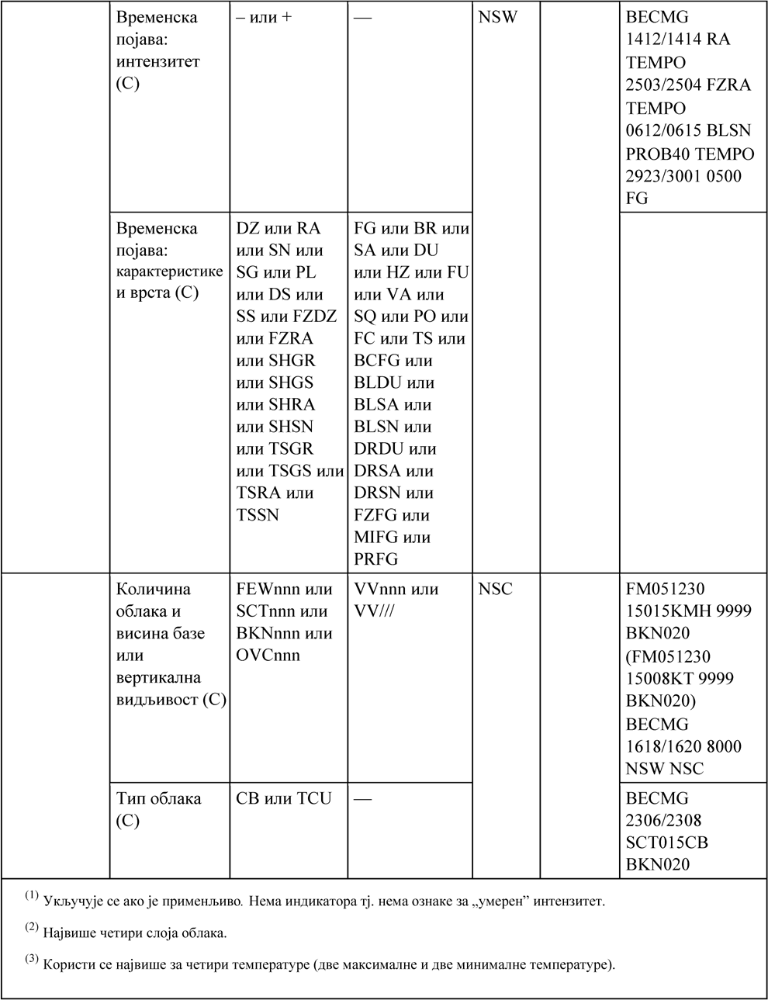 Временска
појава:
интензитет
(C)
– или +
—
NSW
BECMG
1412/1414 RA
TEMPO
2503/2504 FZRA
TEMPO
0612/0615 BLSN
PROB40 TEMPO
2923/3001 0500
FG
Временска
појава:
карактеристике
и врста (C)
DZ или RA
или SN или
SG или PL
или DS или
SS или FZDZ
или FZRA
или SHGR
или SHGS
или SHRA
или SHSN
или TSGR
или TSGS или
TSRA или
TSSN
FG или BR или
SA или DU
или HZ или FU
или VA или
SQ или PO или
FC или TS или
BCFG или
BLDU или
BLSA или
BLSN или
DRDU или
DRSA или
DRSN или
FZFG или
MIFG или
PRFG
Количина
облака и
висина базе
или
вертикална
видљивост (C)
FEWnnn или
SCTnnn или
BKNnnn или
OVCnnn
VVnnn или
VV///
NSC
FM051230
15015KMH 9999
BKN020
(FM051230
15008KT 9999
BKN020)
BECMG
1618/1620 8000
NSW NSC
Тип облака
(C)
CB или TCU
—
BECMG
2306/2308
SCT015CB
BKN020
(1) Укључује се ако је применљиво. Нема индикатора тј. нема ознаке за „умерен” интензитет.
(2) Највише четири слоја облака.
(3) Користи се највише за четири температуре (две максималне и две минималне температуре).